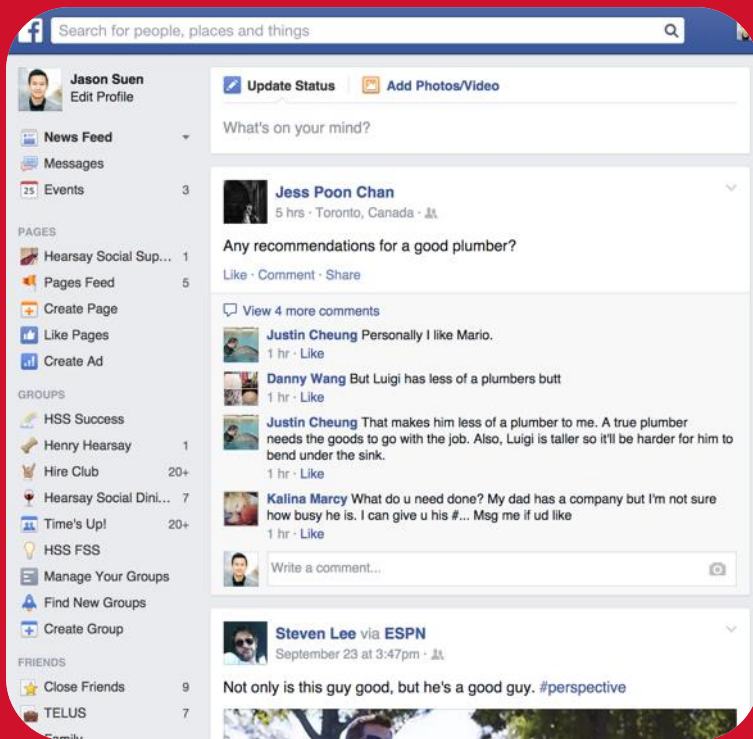 f
Search for people, places and things
Jason Suen
Edit Profile
News Feed
Messages
25 Events 3
PAGES
Hearsay Social Sup... 1
Pages Feed 5
Create Page
Like Pages
Create Ad
GROUPS
HSS Success
Henry Hearsay 1
Hire Club 20+
Hearsay Social Dini... 7
Time's Up! 20+
HSS FSS
Manage Your Groups
Find New Groups
Create Group
FRIENDS
Close Friends 9
TELUS 7
Family
Update Status Add Photos/Video
What's on your mind?
Jess Poon Chan
5 hrs · Toronto, Canada ·
Any recommendations for a good plumber?
Like · Comment · Share
View 4 more comments
Justin Cheung Personally I like Mario.
1 hr · Like
Danny Wang But Luigi has less of a plumbers butt
1 hr · Like
Justin Cheung That makes him less of a plumber to me. A true plumber
needs the goods to go with the job. Also, Luigi is taller so it'll be harder for him to
bend under the sink.
1 hr · Like
Kalina Marcy What do u need done? My dad has a company but I'm not sure
how busy he is. I can give u his #... Msg me if ud like
1 hr · Like
Write a comment...
Steven Lee via ESPN
September 23 at 3:47pm ·
Not only is this guy good, but he's a good guy. #perspective